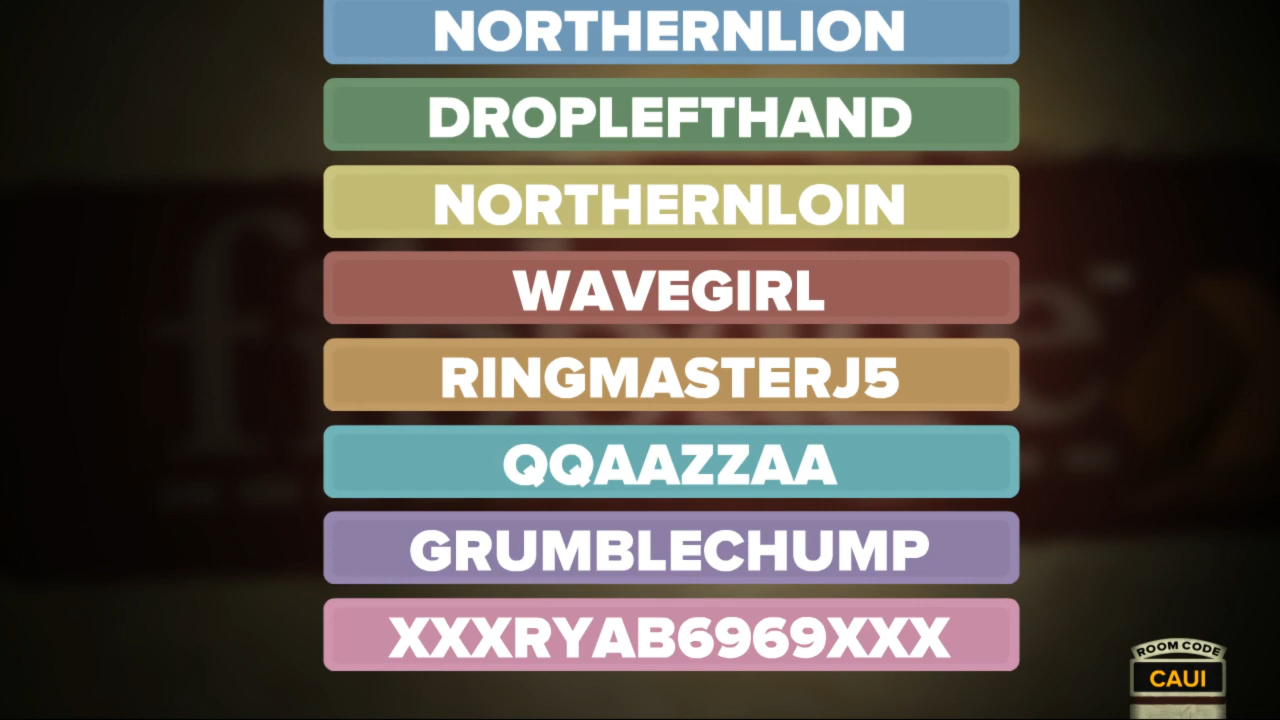 NORTHERNLION
DROPLEFTHAND
NORTHERNLOIN
WAVEGIRL
RINGMASTERJ5
QQAAZZAA
GRUMBLECHUMP
XXXRYAB6969XXX
ROOM CODE
CAUI